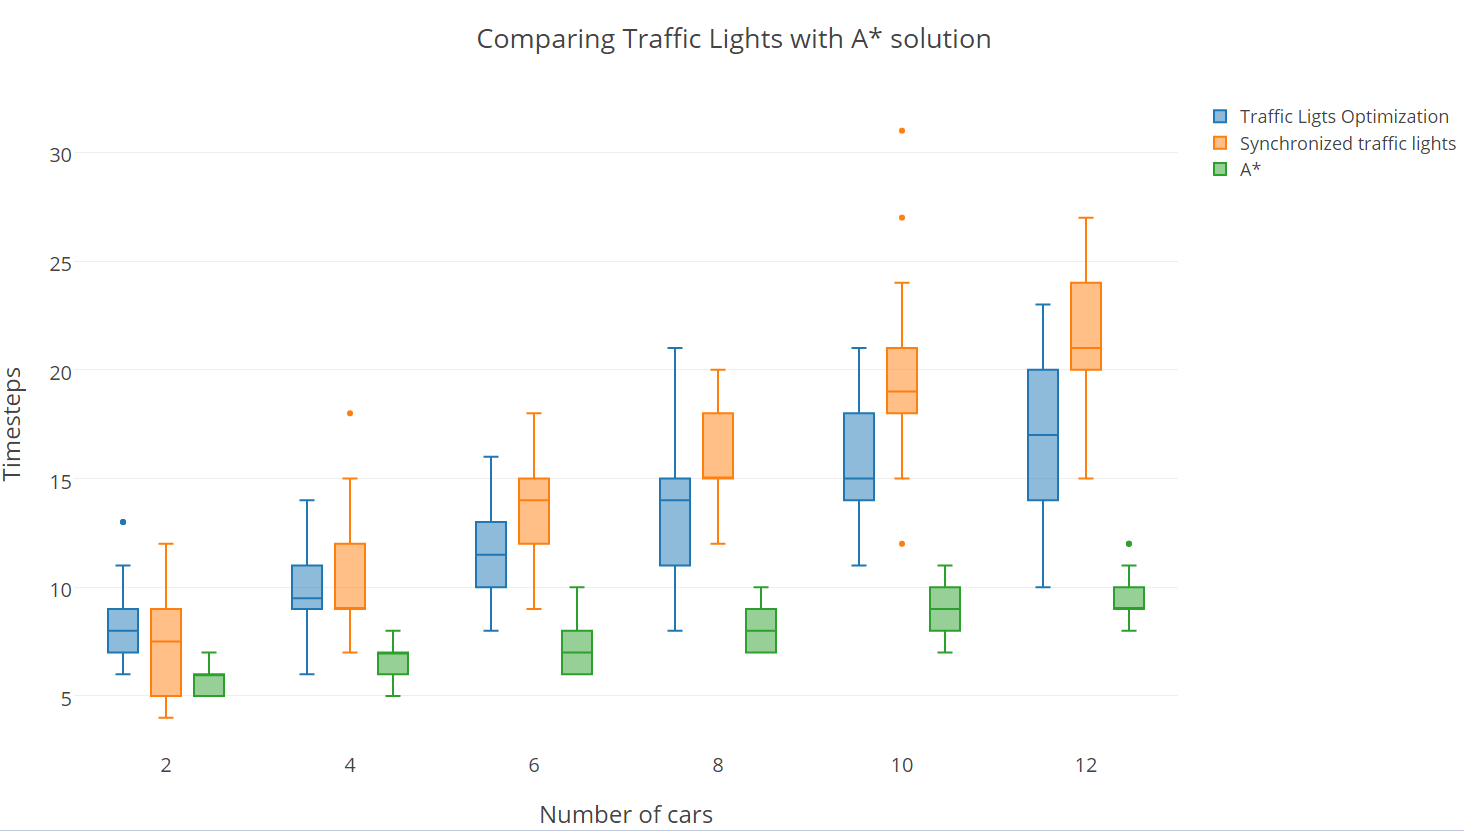 Comparing Traffic Lights with A* solution
Traffic Ligts Optimization
Synchronized traffic lights
A*
30
25
20
15
10
5
Timesteps
2 4 6 8 10 12
Number of cars